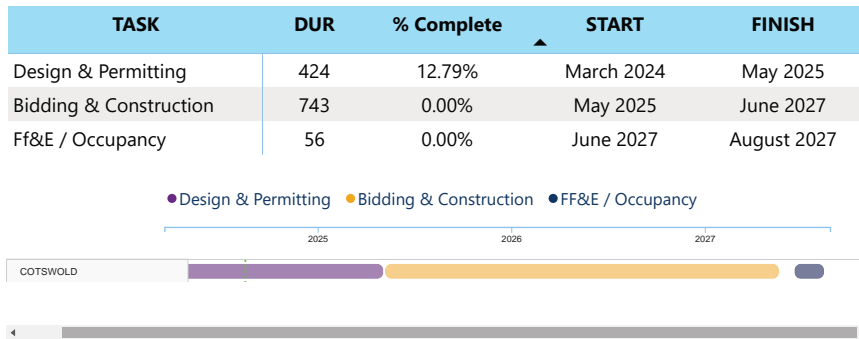 TASK DUR % Complete START FINISH
Design & Permitting 424 12.79% March 2024 May 2025
Bidding & Construction 743 0.00% May 2025 June 2027
Ff&E / Occupancy 56 0.00% June 2027 August 2027
Design & Permitting Bidding & Construction FF&E / Occupancy
2025 2026 2027
COTSWOLD